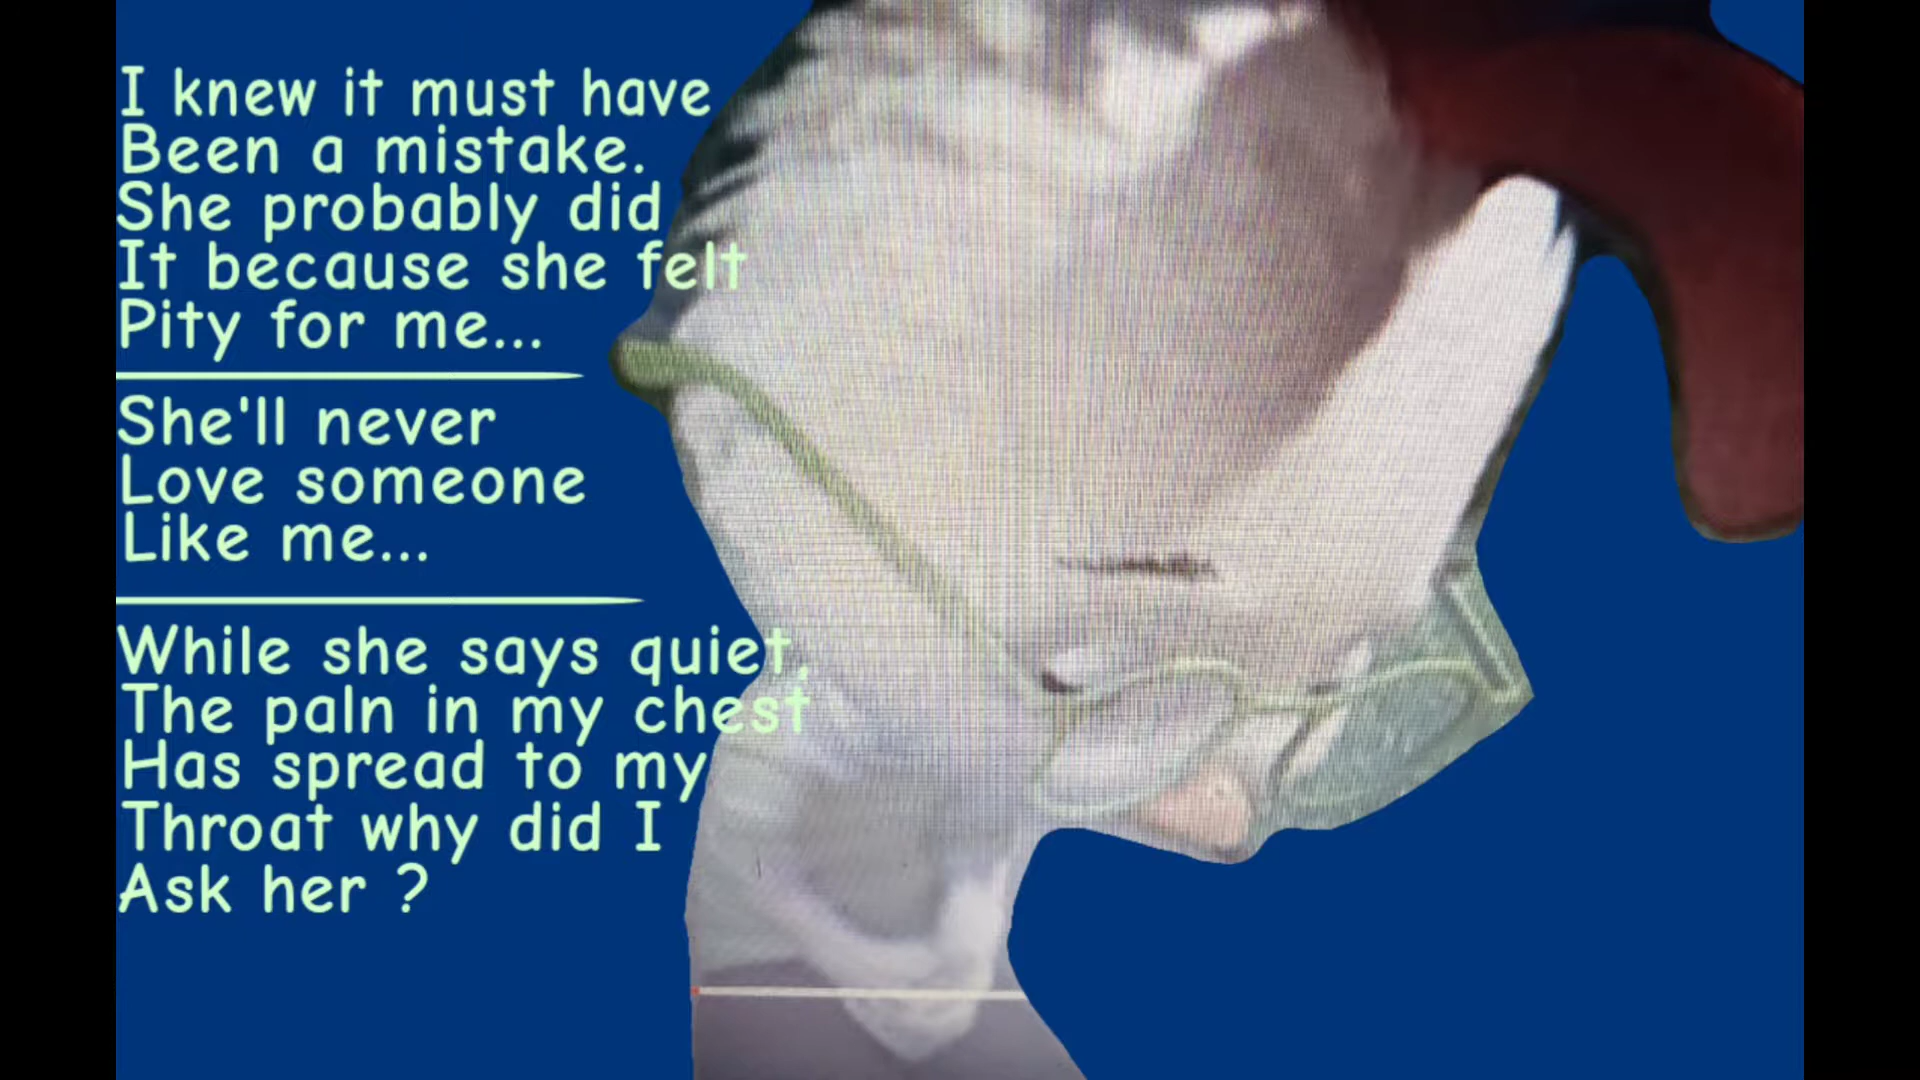 I knew it must have
Been a mistake.
She probably did
It because she felt
Pity for me...
She'll never
Love someone
Like me...
While she says quiet,
The paln in my chest
Has spread to my
Throat why did I
Ask her ?